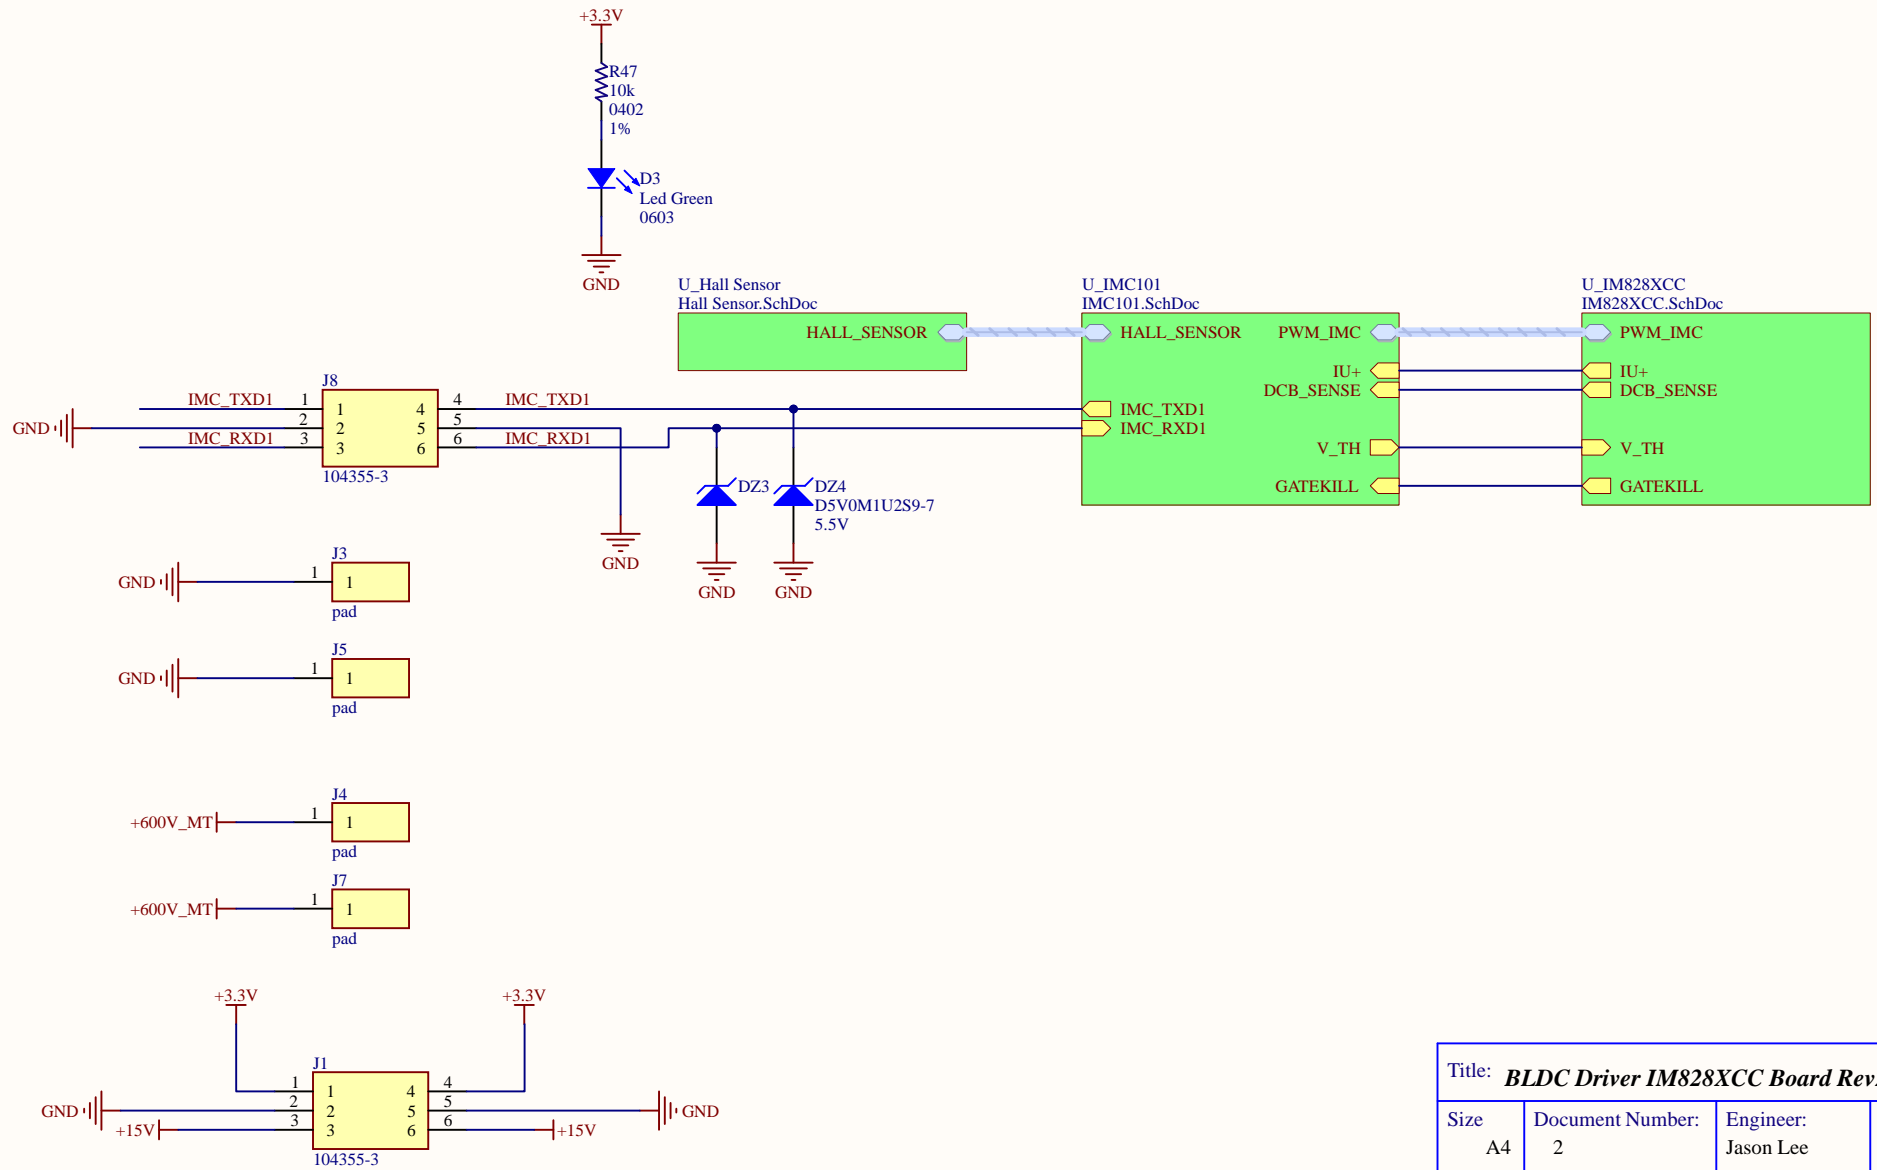 +3.3V
R47
10k
0402
1%
D3
Led Green
0603
GND
U_Hall Sensor
Hall Sensor.SchDoc
HALL_SENSOR
U_IMC101
IMC101.SchDoc
HALL_SENSOR
PWM_IMC
IU+
DCB_SENSE
IMC_TXD1
IMC_RXD1
V_TH
GATEKILL
U_IM828XCC
IM828XCC.SchDoc
PWM_IMC
IU+
DCB_SENSE
V_TH
GATEKILL
J8
IMC_TXD1 1 1 4 4 IMC_TXD1
GND 2 2 5 5
IMC_RXD1 3 3 6 6 IMC_RXD1
104355-3
GND
DZ3
GND
DZ4
D5V0M1U2S9-7
5.5V
GND
J3
GND 1 1
pad
J5
GND 1 1
pad
J4
+600V_MT 1 1
pad
J7
+600V_MT 1 1
pad
+3.3V +3.3V
J1
1 1 4 4
GND 2 2 5 5 GND
+15V 3 3 6 6 +15V
104355-3
Title: BLDC Driver IM828XCC Board Rev.
Size Document Number: Engineer:
A4 2 Jason Lee